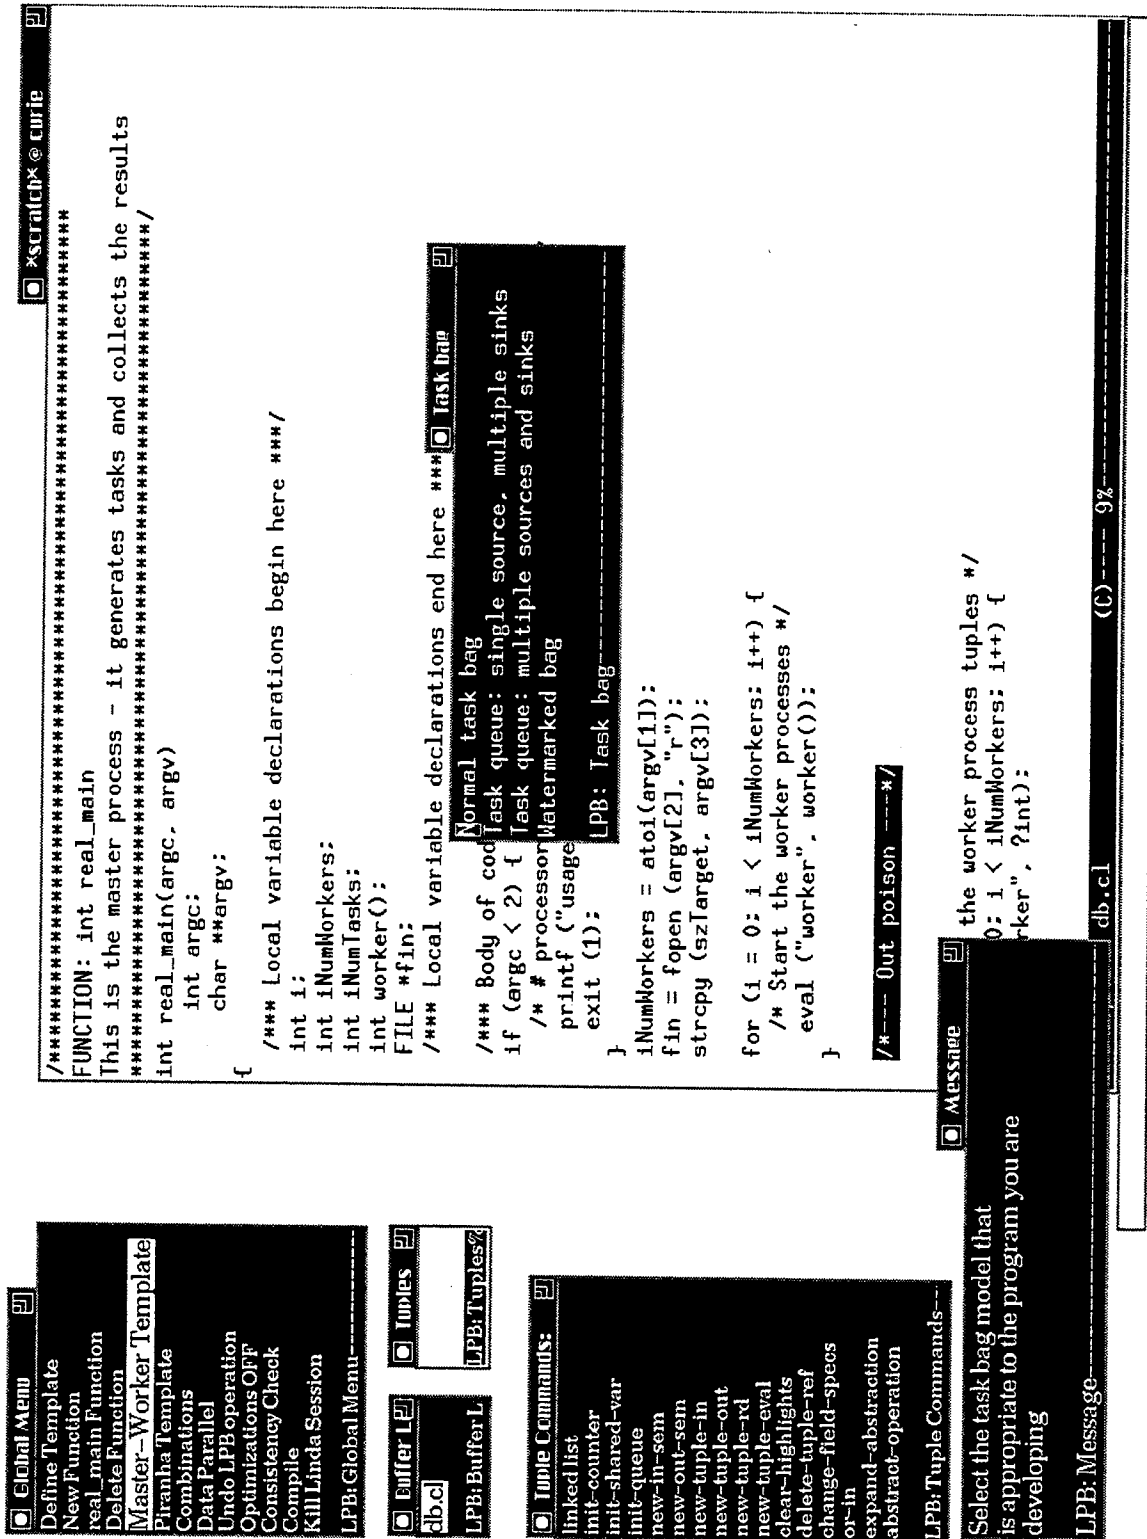 Global Menu
Define Template
New Function
real_main Function
Delete Function
Master-Worker Template
Piranha Template
Combinations
Data Parallel
Undo LPB operation
Optimizations OFF
Consistency Check
Compile
Kill Linda Session
LPB: Global Menu--------------
Buffer L
db.cl
LPB: Buffer L
Tuples
LPB: Tuples%
Tuple Commands:
linked list
init-counter
init-shared-var
init-queue
new-in-sem
new-out-sem
new-tuple-in
new-tuple-out
new-tuple-rd
new-tuple-eval
clear-highlights
delete-tuple-ref
change-field-specs
or-in
expand-abstraction
abstract-operation
LPB: Tuple Commands---
Message
Select the task bag model that
is appropriate to the program you are
developing
LPB: Message--------------
*scratch* @ curie
FUNCTION: int real_main
This is the master process - it generates tasks and collects the results
int real_main(argc, argv)
int argc;
char **argv;
{
/*** Local variable declarations begin here ***/
int i;
int iNumWorkers;
int iNumTasks;
int worker();
FILE *fin;
/*** Local variable declarations end here ***
/*** Body of cod
if (argc < 2) {
/* # processor
printf ("usage
exit (1);
}
iNumWorkers = atoi(argv[1]);
fin = fopen (argv[2], "r");
strcpy (szTarget, argv[3]);
for (i = 0; i < iNumWorkers; i++) {
/* Start the worker processes */
eval ("worker", worker());
}
/*--- Out poison ---*/
the worker process tuples */
0; i < iNumWorkers; i++) {
rker", ?int);
db.cl (C)---- 9%--------------
Task bag
Normal task bag
Task queue: single source, multiple sinks
Task queue: multiple sources and sinks
Watermarked bag
LPB: Task bag--------------